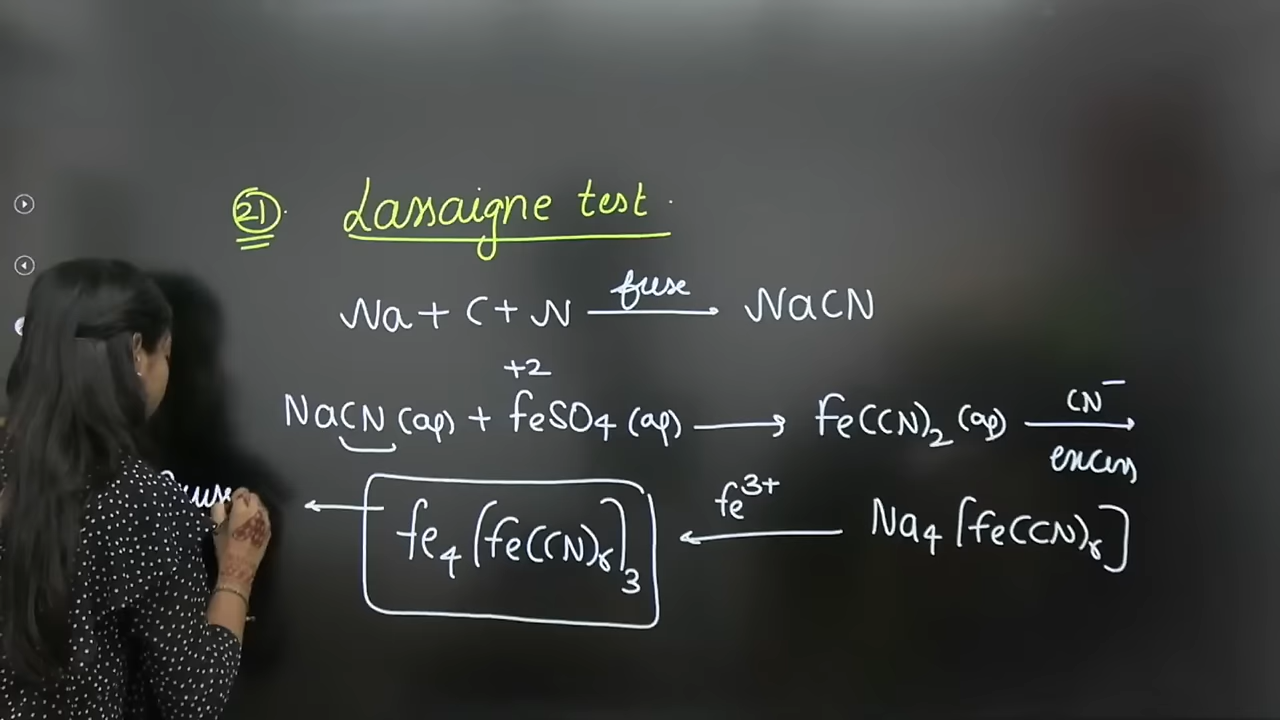 21. Lassaigne test.
Na + C + N fuse→ NaCN
+2
NaCN (aq) + FeSO4 (aq) → Fe(CN)2 (aq) CN⁻ excess→
← Fe4[Fe(CN)6]3 ←Fe³⁺ Na4[Fe(CN)6]